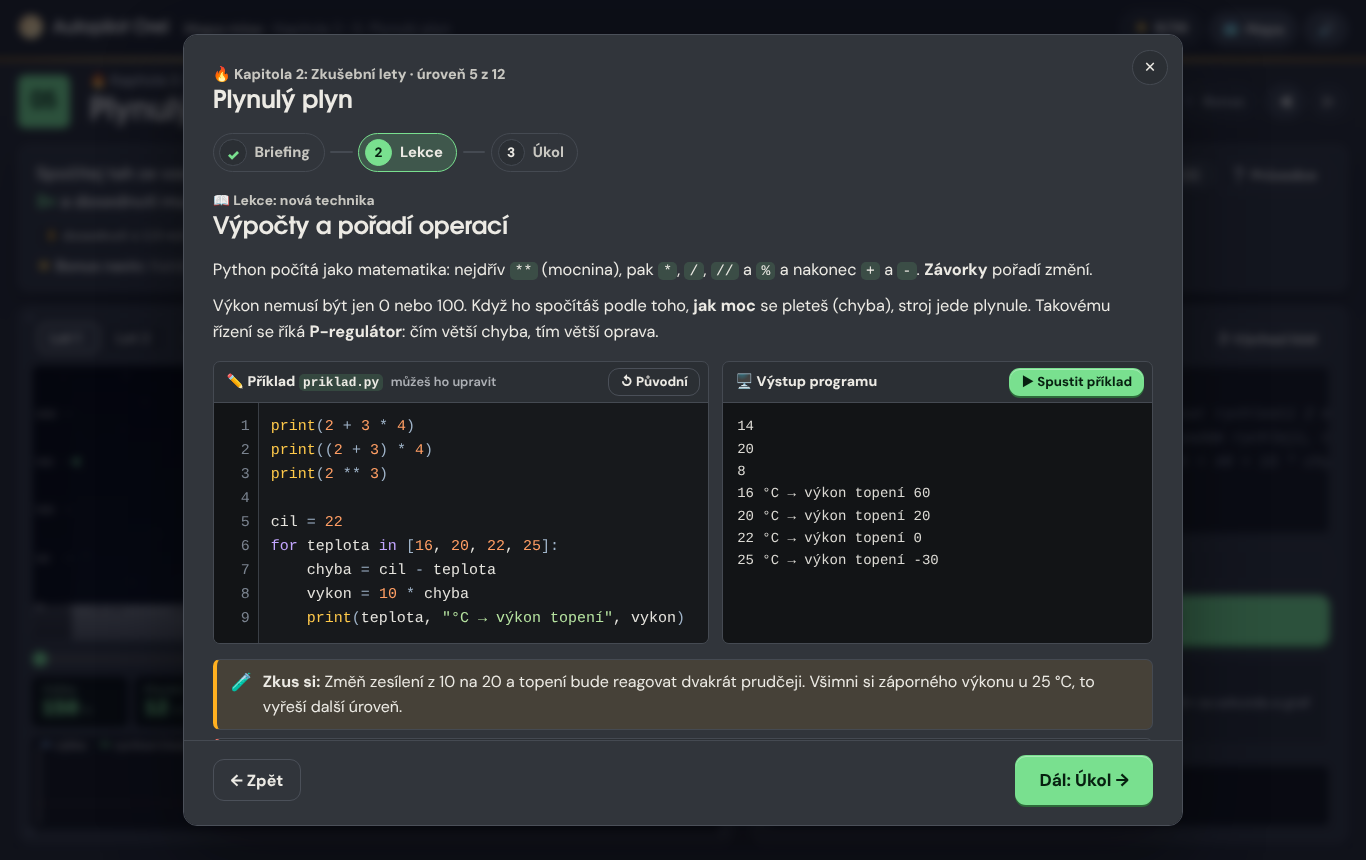 🔥 Kapitola 2: Zkušební lety · úroveň 5 z 12
Plynulý plyn
✕
✓ Briefing
2 Lekce
3 Úkol
📖 Lekce: nová technika
Výpočty a pořadí operací
Python počítá jako matematika: nejdřív ** (mocnina), pak *, /, // a % a nakonec + a -. Závorky pořadí změní.
Výkon nemusí být jen 0 nebo 100. Když ho spočítáš podle toho, jak moc se pleteš (chyba), stroj jede plynule. Takovému
řízení se říká P-regulátor: čím větší chyba, tím větší oprava.
✏️ Příklad priklad.py můžeš ho upravit
↺ Původní
1 print(2 + 3 * 4)
2 print((2 + 3) * 4)
3 print(2 ** 3)
4
5 cil = 22
6 for teplota in [16, 20, 22, 25]:
7     chyba = cil - teplota
8     vykon = 10 * chyba
9     print(teplota, "°C → výkon topení", vykon)
🖥️ Výstup programu
▶ Spustit příklad
14
20
8
16 °C → výkon topení 60
20 °C → výkon topení 20
22 °C → výkon topení 0
25 °C → výkon topení -30
🧪 Zkus si: Změň zesílení z 10 na 20 a topení bude reagovat dvakrát prudčeji. Všimni si záporného výkonu u 25 °C, to
vyřeší další úroveň.
← Zpět
Dál: Úkol →